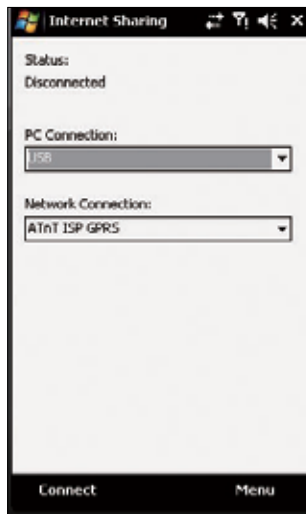 Internet Sharing
Status:
Disconnected
PC Connection:
USB
Network Connection:
ATnT ISP GPRS
Connect Menu